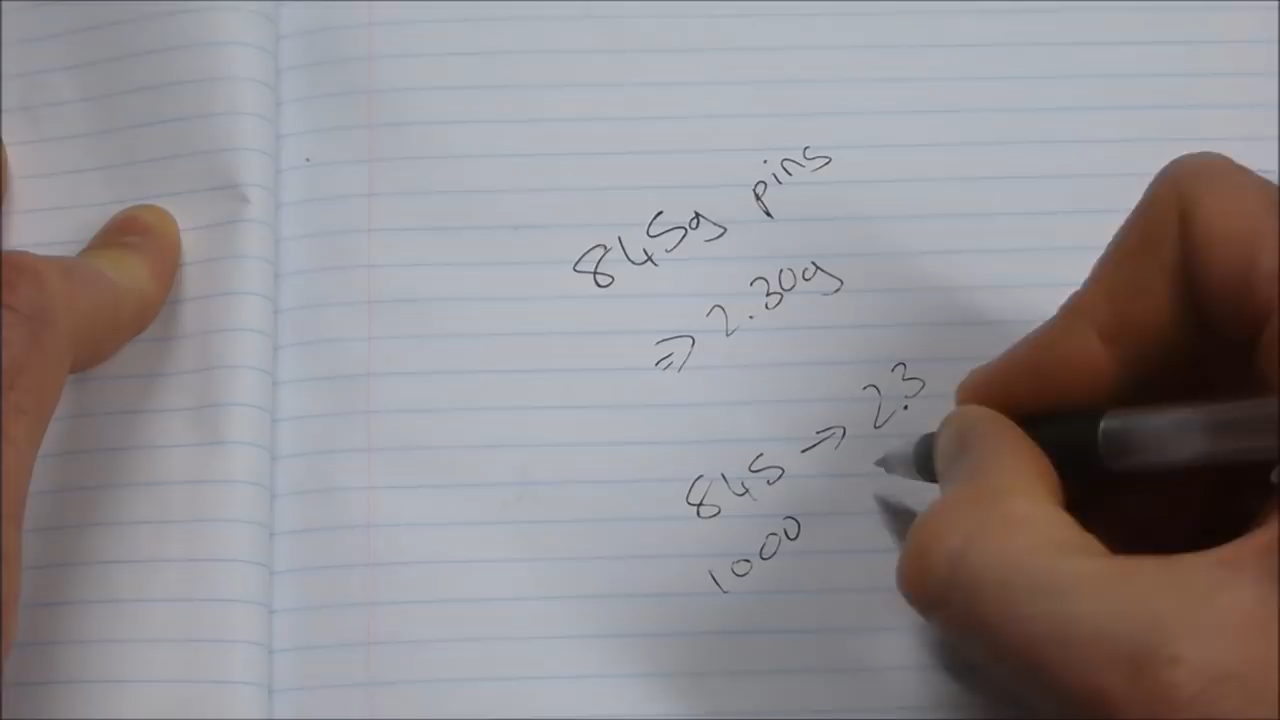 845g pins
⇒ 2.30g
845 → 2.3
1000